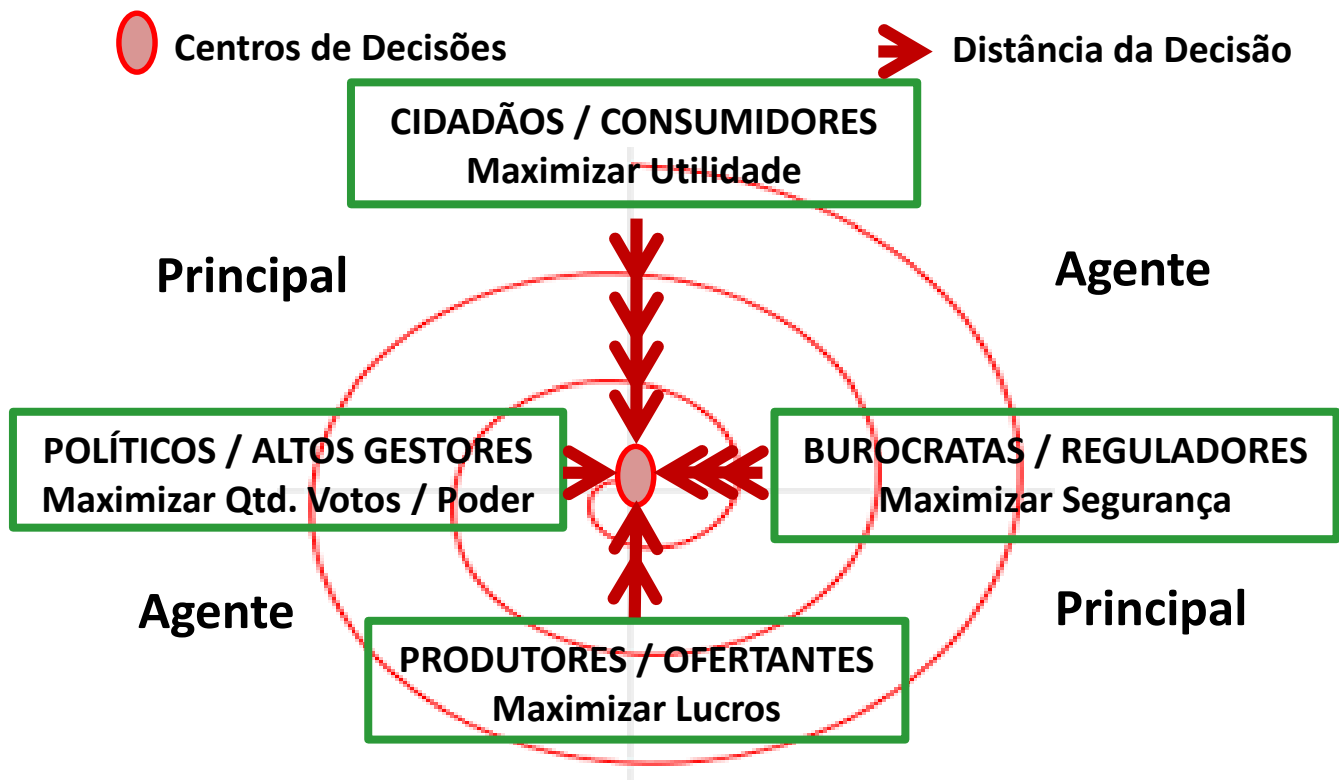 Centros de Decisões
Distância da Decisão
CIDADÃOS / CONSUMIDORES
Maximizar Utilidade
Principal
Agente
POLÍTICOS / ALTOS GESTORES
Maximizar Qtd. Votos / Poder
BUROCRATAS / REGULADORES
Maximizar Segurança
Agente
Principal
PRODUTORES / OFERTANTES
Maximizar Lucros